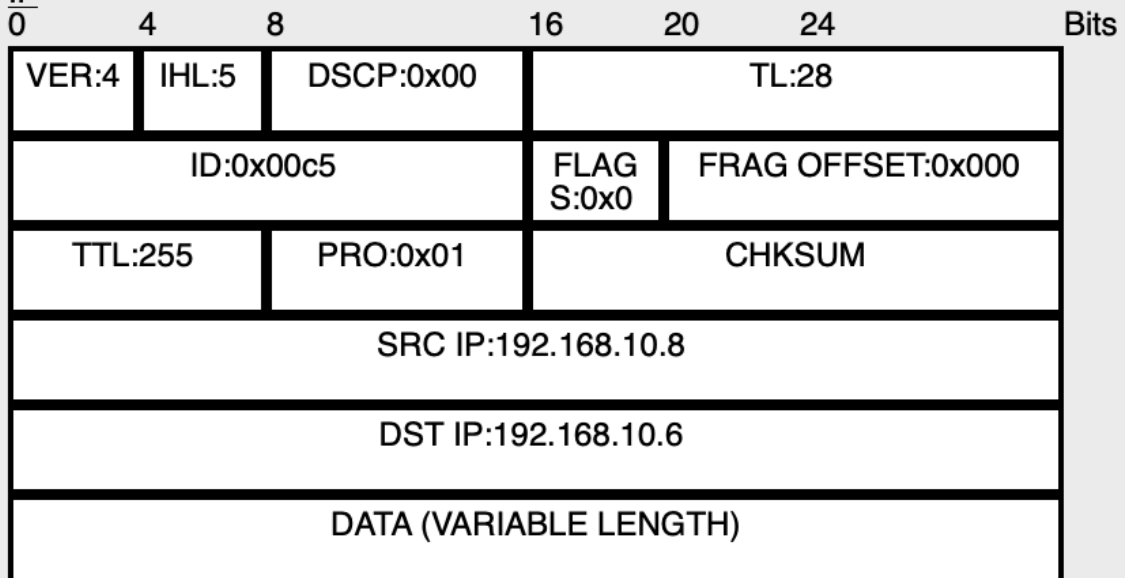 IP
0 4 8 16 20 24 Bits
VER:4 IHL:5 DSCP:0x00 TL:28
ID:0x00c5 FLAG FRAG OFFSET:0x000
S:0x0
TTL:255 PRO:0x01 CHKSUM
SRC IP:192.168.10.8
DST IP:192.168.10.6
DATA (VARIABLE LENGTH)